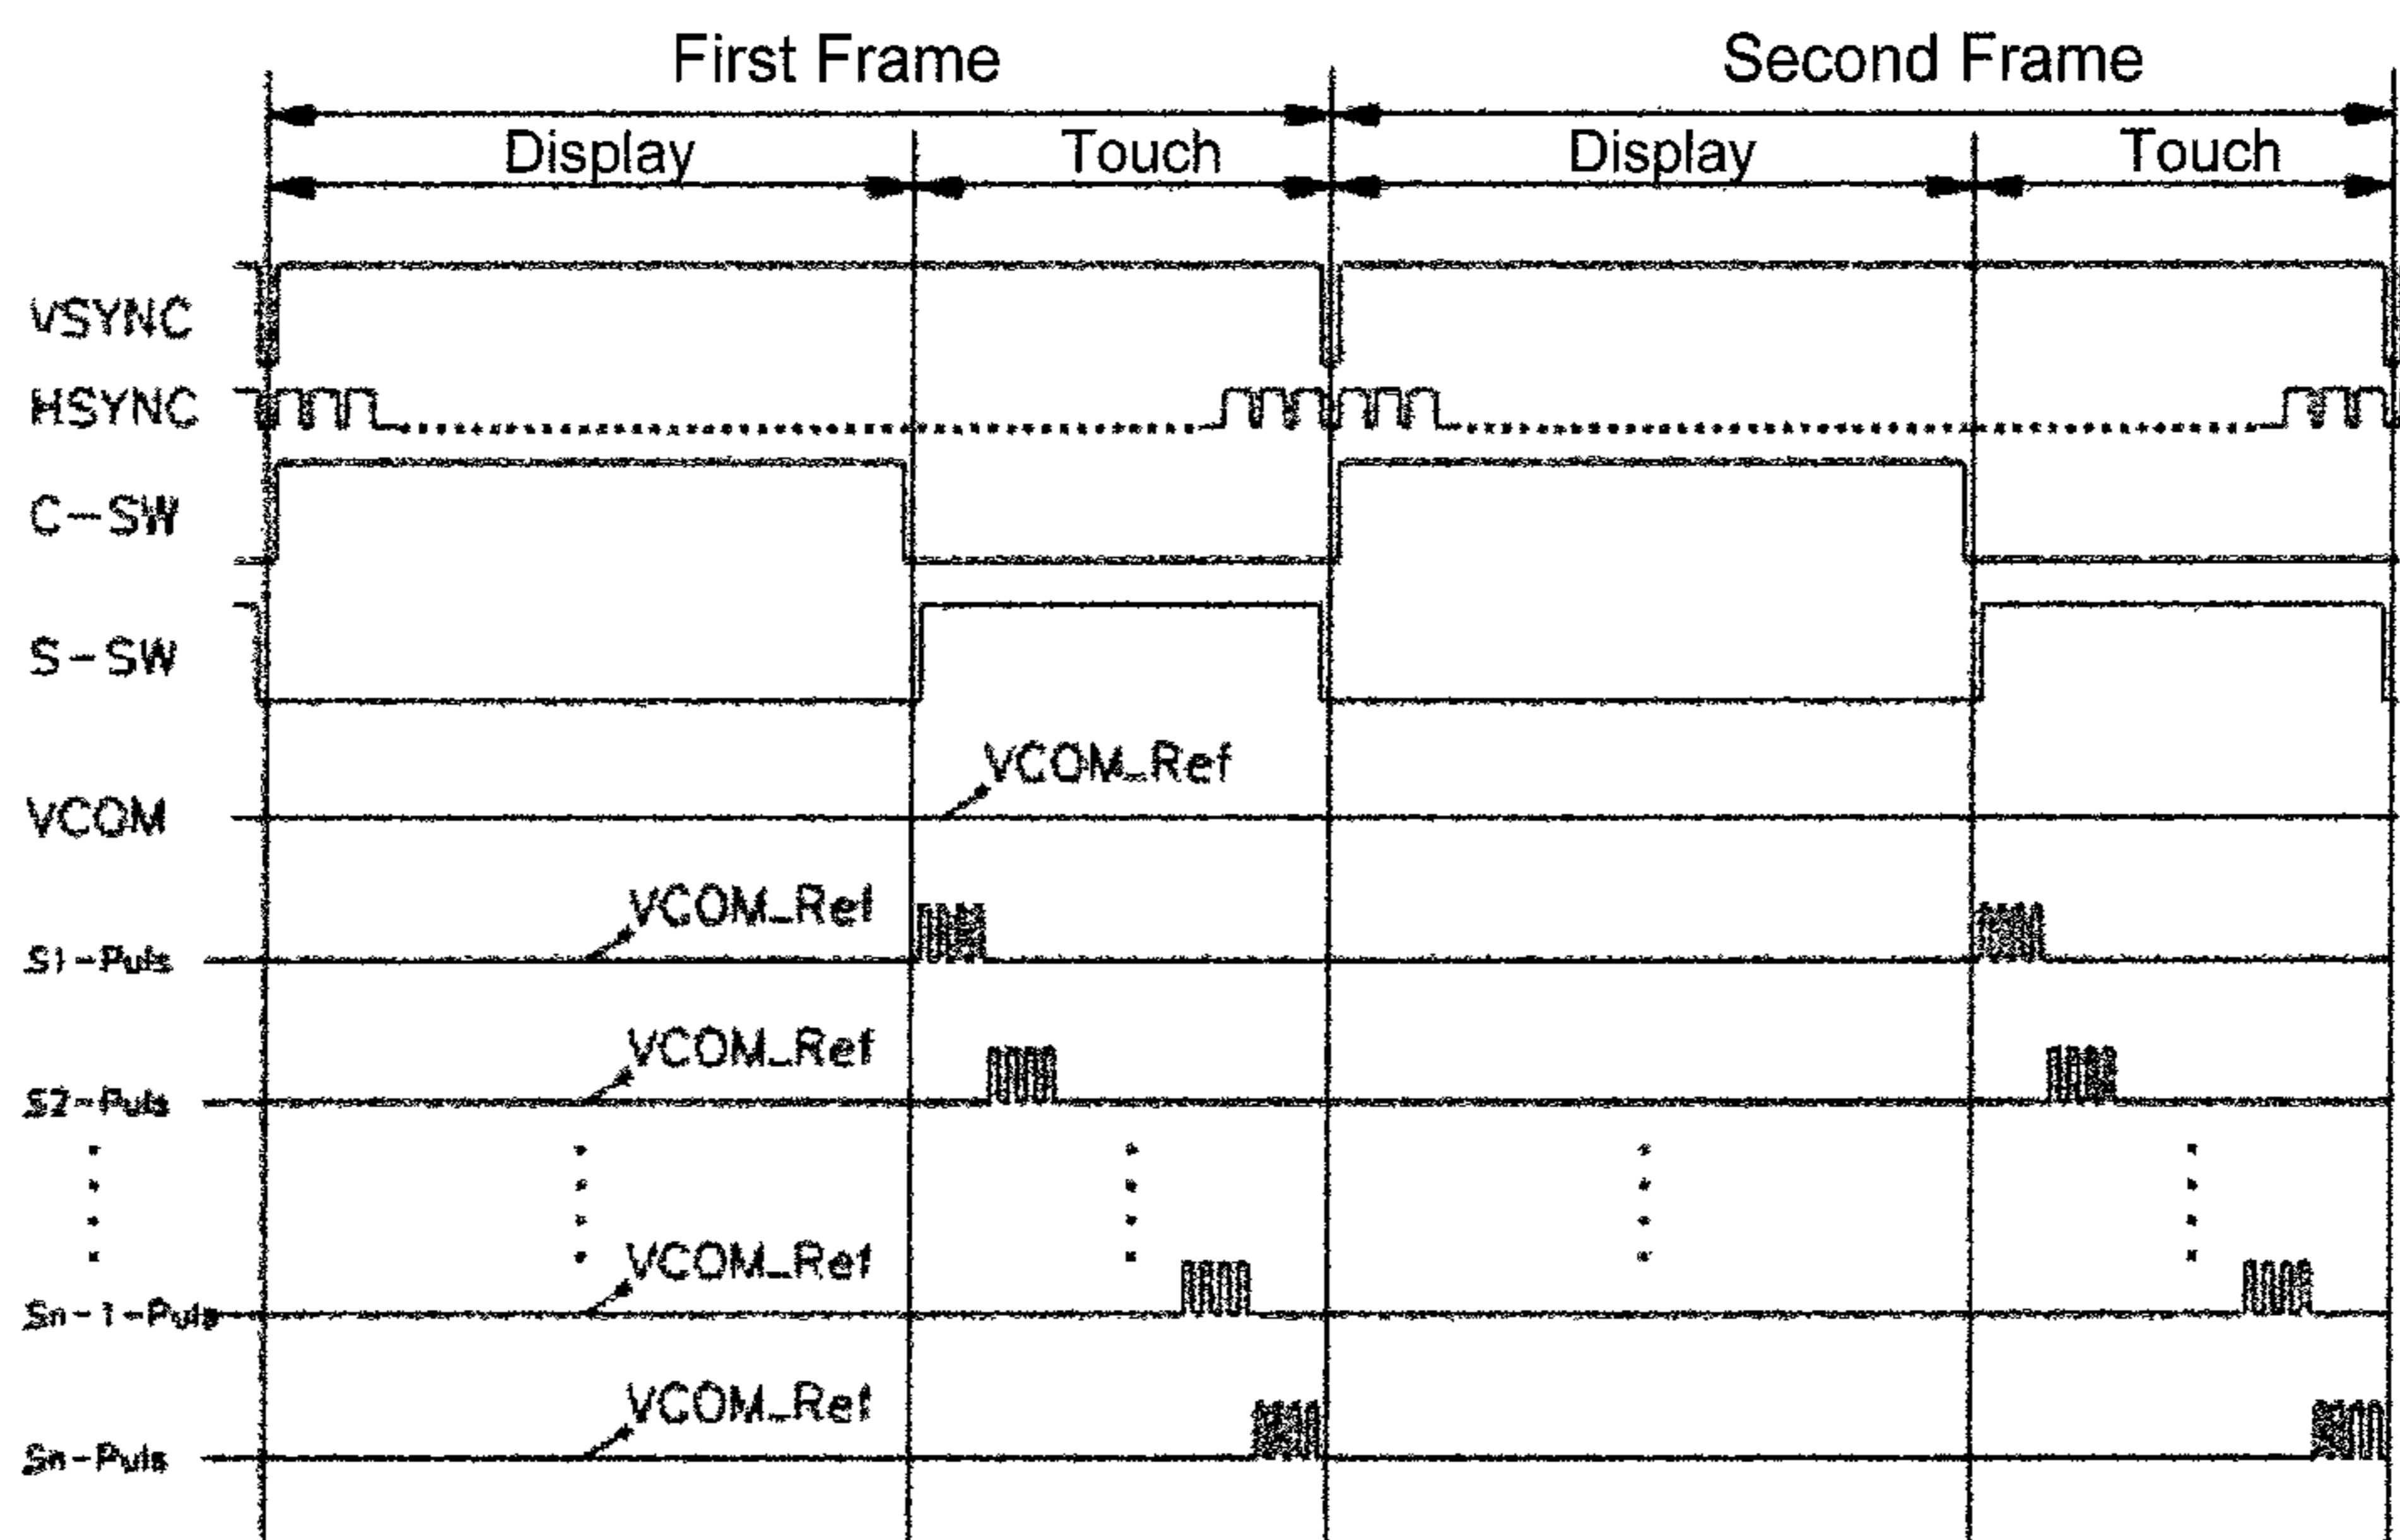 First Frame Second Frame
Display Touch Display Touch
VSYNC
HSYNC
C-SW
S-SW
VCOM_Ref
VCOM
VCOM_Ref
S1-Puls
VCOM_Ref
S2-Puls
VCOM_Ref
Sn-1-Puls
VCOM_Ref
Sn-Puls